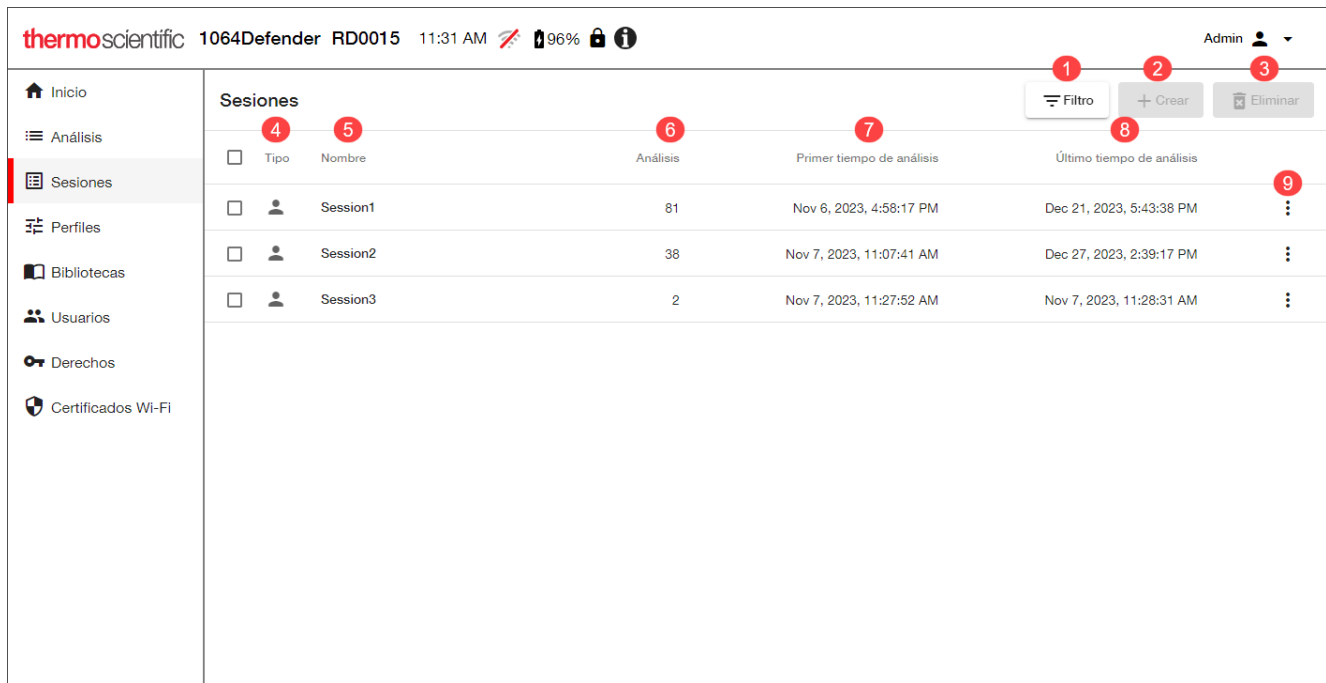 thermoscientific 1064Defender RD0015 11:31 AM 96% Admin
1 2 3
Inicio Sesiones Filtro + Crear Eliminar
Análisis
4 5 6 7 8
Tipo Nombre Análisis Primer tiempo de análisis Último tiempo de análisis
Sesiones
9
Session1 81 Nov 6, 2023, 4:58:17 PM Dec 21, 2023, 5:43:38 PM
Perfiles
Session2 38 Nov 7, 2023, 11:07:41 AM Dec 27, 2023, 2:39:17 PM
Bibliotecas
Session3 2 Nov 7, 2023, 11:27:52 AM Nov 7, 2023, 11:28:31 AM
Usuarios
Derechos
Certificados Wi-Fi